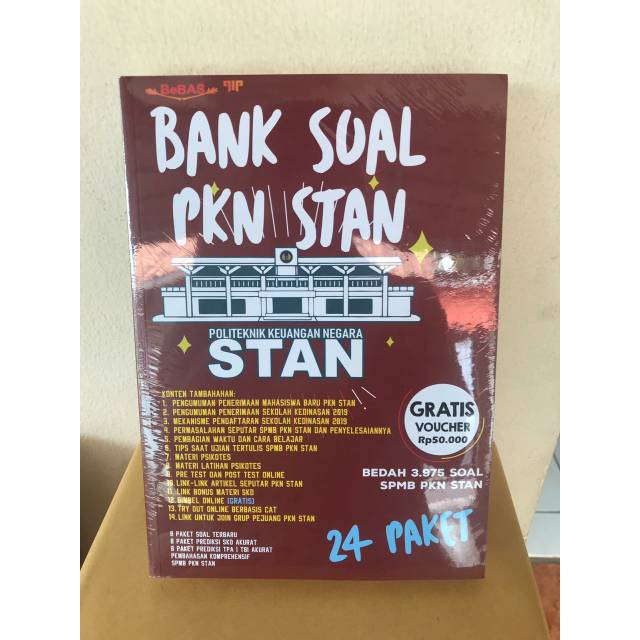 BeBAS
BANK SOAL
PKN STAN
POLITEKNIK KEUANGAN NEGARA
STAN
KONTEN TAMBAHAHAN:
1. PENGUMUMAN PENERIMAAN MAHASISWA BARU PKN STAN
2. PENGUMUMAN PENERIMAAN SEKOLAH KEDINASAN 2019
3. MEKANISME PENDAFTARAN SEKOLAH KEDINASAN 2019
4. PERMASALAHAN SEPUTAR SPMB PKN STAN DAN PENYELESAIANNYA
5. PEMBAGIAN WAKTU DAN CARA BELAJAR
6. TIPS SAAT UJIAN TERTULIS SPMB PKN STAN
7. MATERI PSIKOTES
8. MATERI LATIHAN PSIKOTES
9. PRE TEST DAN POST TEST ONLINE
10. LINK-LINK ARTIKEL SEPUTAR PKN STAN
11. LINK BONUS MATERI SKD
12. BIMBEL ONLINE (GRATIS)
13. TRY OUT ONLINE BERBASIS CAT
14. LINK UNTUK JOIN GRUP PEJUANG PKN STAN
8 PAKET SOAL TERBARU
8 PAKET PREDIKSI SKD AKURAT
8 PAKET PREDIKSI TPA | TBI AKURAT
PEMBAHASAN KOMPREHENSIF
SPMB PKN STAN
GRATIS
VOUCHER
Rp50.000
BEDAH 3.975 SOAL
SPMB PKN STAN
24 PAKET